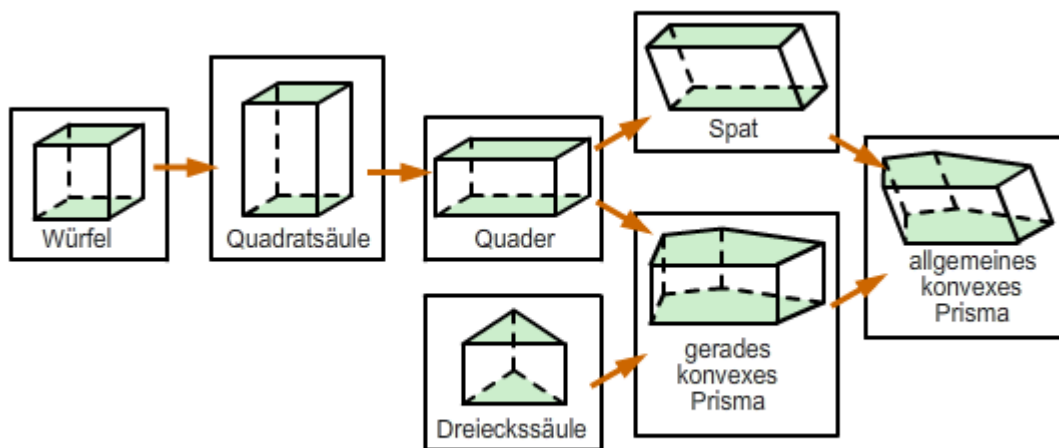 Würfel
Quadratsäule
Quader
Spat
Dreieckssäule
gerades
konvexes
Prisma
allgemeines
konvexes
Prisma